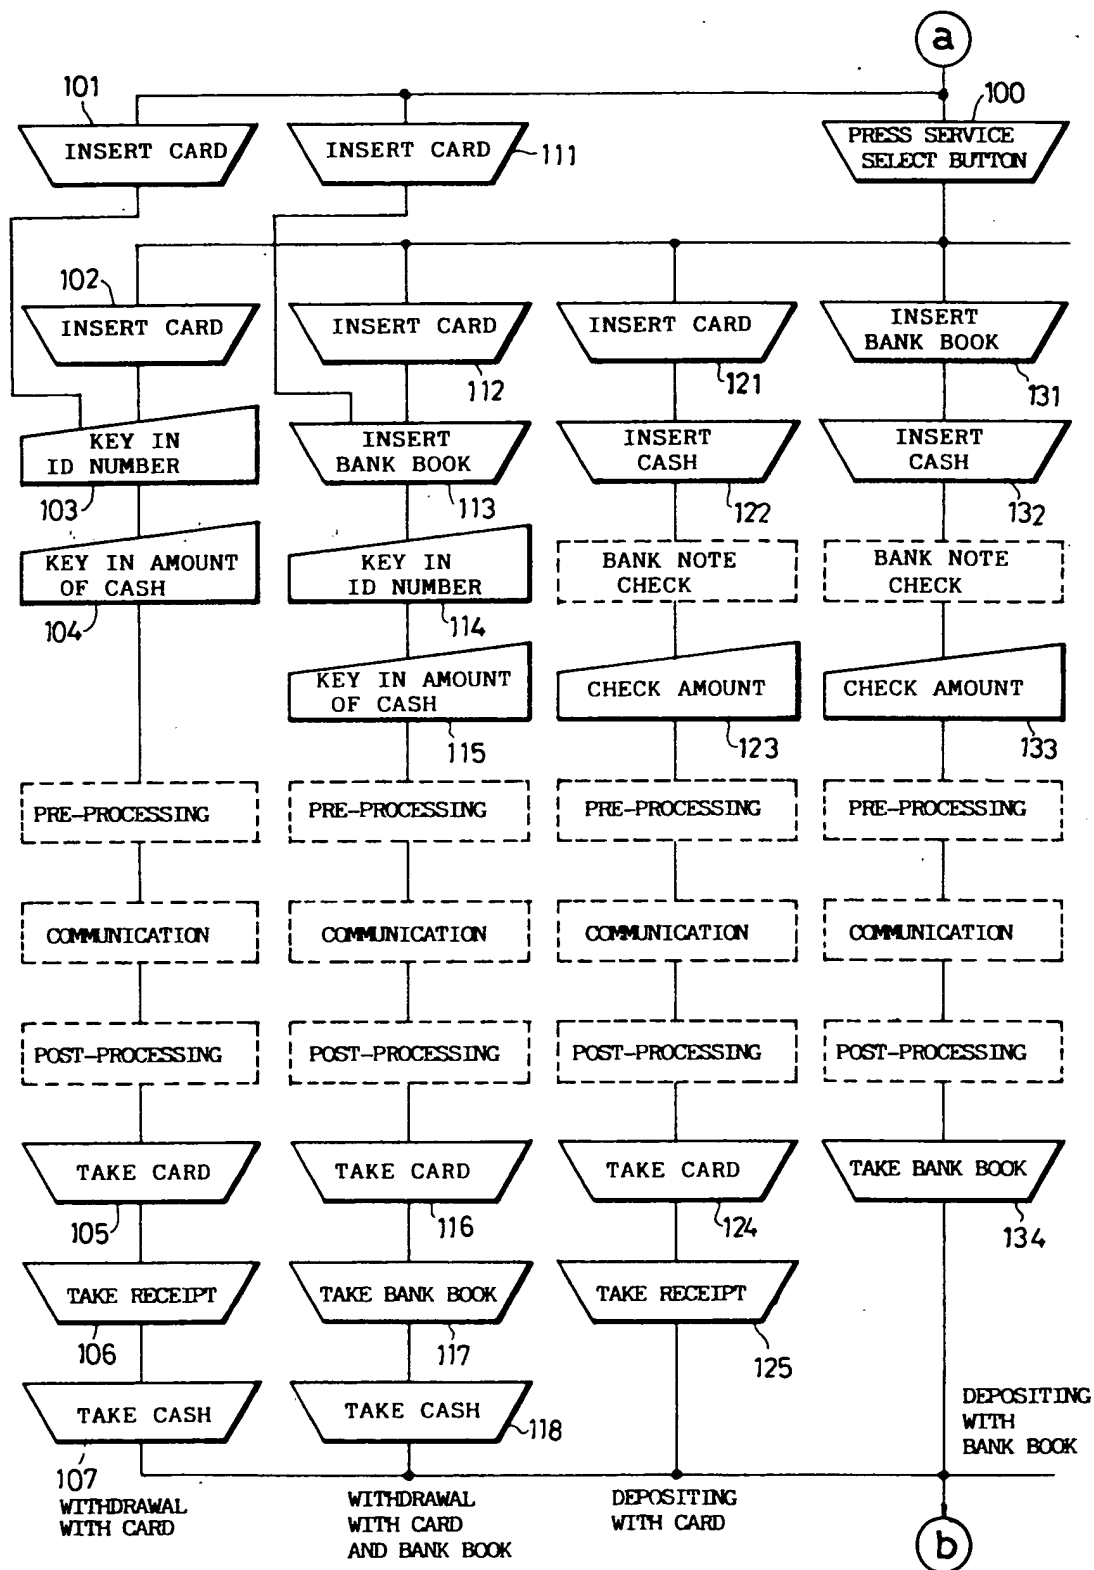 a
101
100
INSERT CARD
INSERT CARD
111
PRESS SERVICE
SELECT BUTTON
102
INSERT CARD
INSERT CARD
112
INSERT CARD
121
INSERT
BANK BOOK
131
KEY IN
ID NUMBER
103
INSERT
BANK BOOK
113
INSERT
CASH
122
INSERT
CASH
132
KEY IN AMOUNT
OF CASH
104
KEY IN
ID NUMBER
114
BANK NOTE
CHECK
BANK NOTE
CHECK
KEY IN AMOUNT
OF CASH
115
CHECK AMOUNT
123
CHECK AMOUNT
133
PRE-PROCESSING
PRE-PROCESSING
PRE-PROCESSING
PRE-PROCESSING
COMMUNICATION
COMMUNICATION
COMMUNICATION
COMMUNICATION
POST-PROCESSING
POST-PROCESSING
POST-PROCESSING
POST-PROCESSING
TAKE CARD
105
TAKE CARD
116
TAKE CARD
124
TAKE BANK BOOK
134
TAKE RECEIPT
106
TAKE BANK BOOK
117
TAKE RECEIPT
125
TAKE CASH
107
TAKE CASH
118
DEPOSITING
WITH
BANK BOOK
WITHDRAWAL
WITH CARD
WITHDRAWAL
WITH CARD
AND BANK BOOK
DEPOSITING
WITH CARD
b